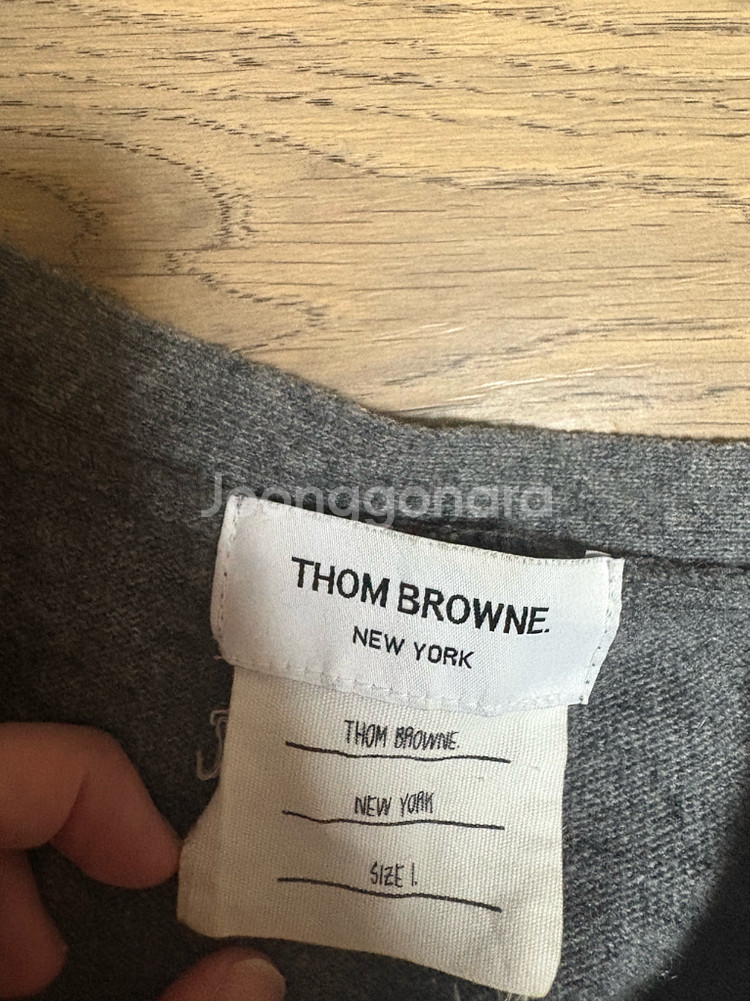 Joonggonara
THOM BROWNE.
NEW YORK
THOM BROWNE.
NEW YORK
SIZE 1.